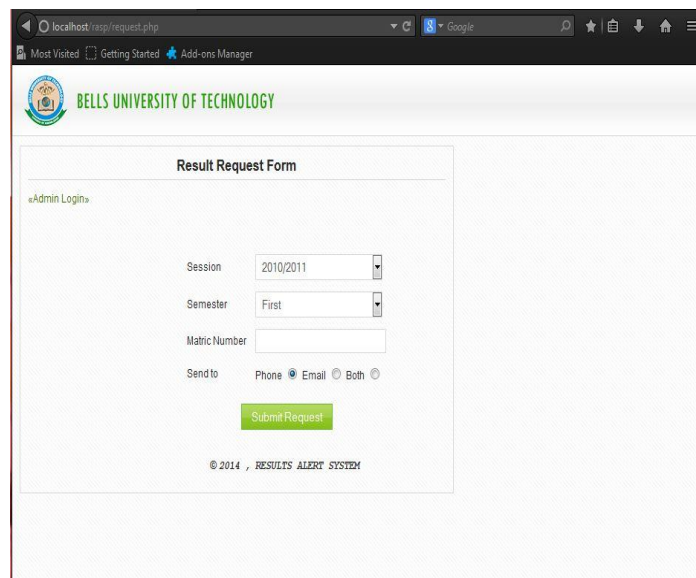 localhost/rasp/request.php Google
Most Visited Getting Started Add-ons Manager
BELLS UNIVERSITY OF TECHNOLOGY
Result Request Form
«Admin Login»
Session 2010/2011
Semester First
Matric Number
Send to Phone Email Both
Submit Request
© 2014 , RESULTS ALERT SYSTEM